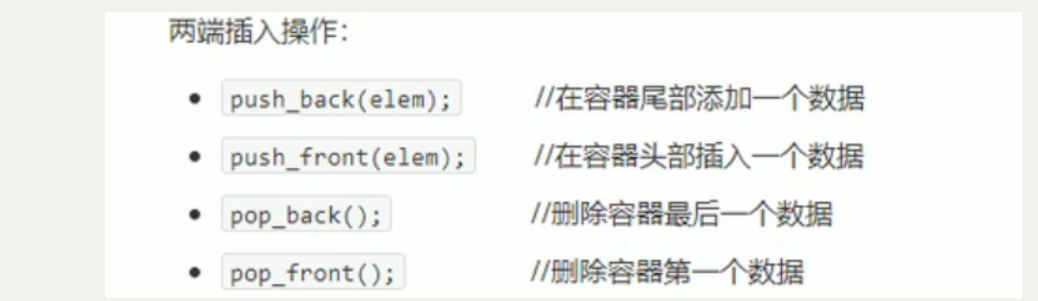 两端插入操作:
push_back(elem); //在容器尾部添加一个数据
push_front(elem); //在容器头部插入一个数据
pop_back(); //删除容器最后一个数据
pop_front(); //删除容器第一个数据